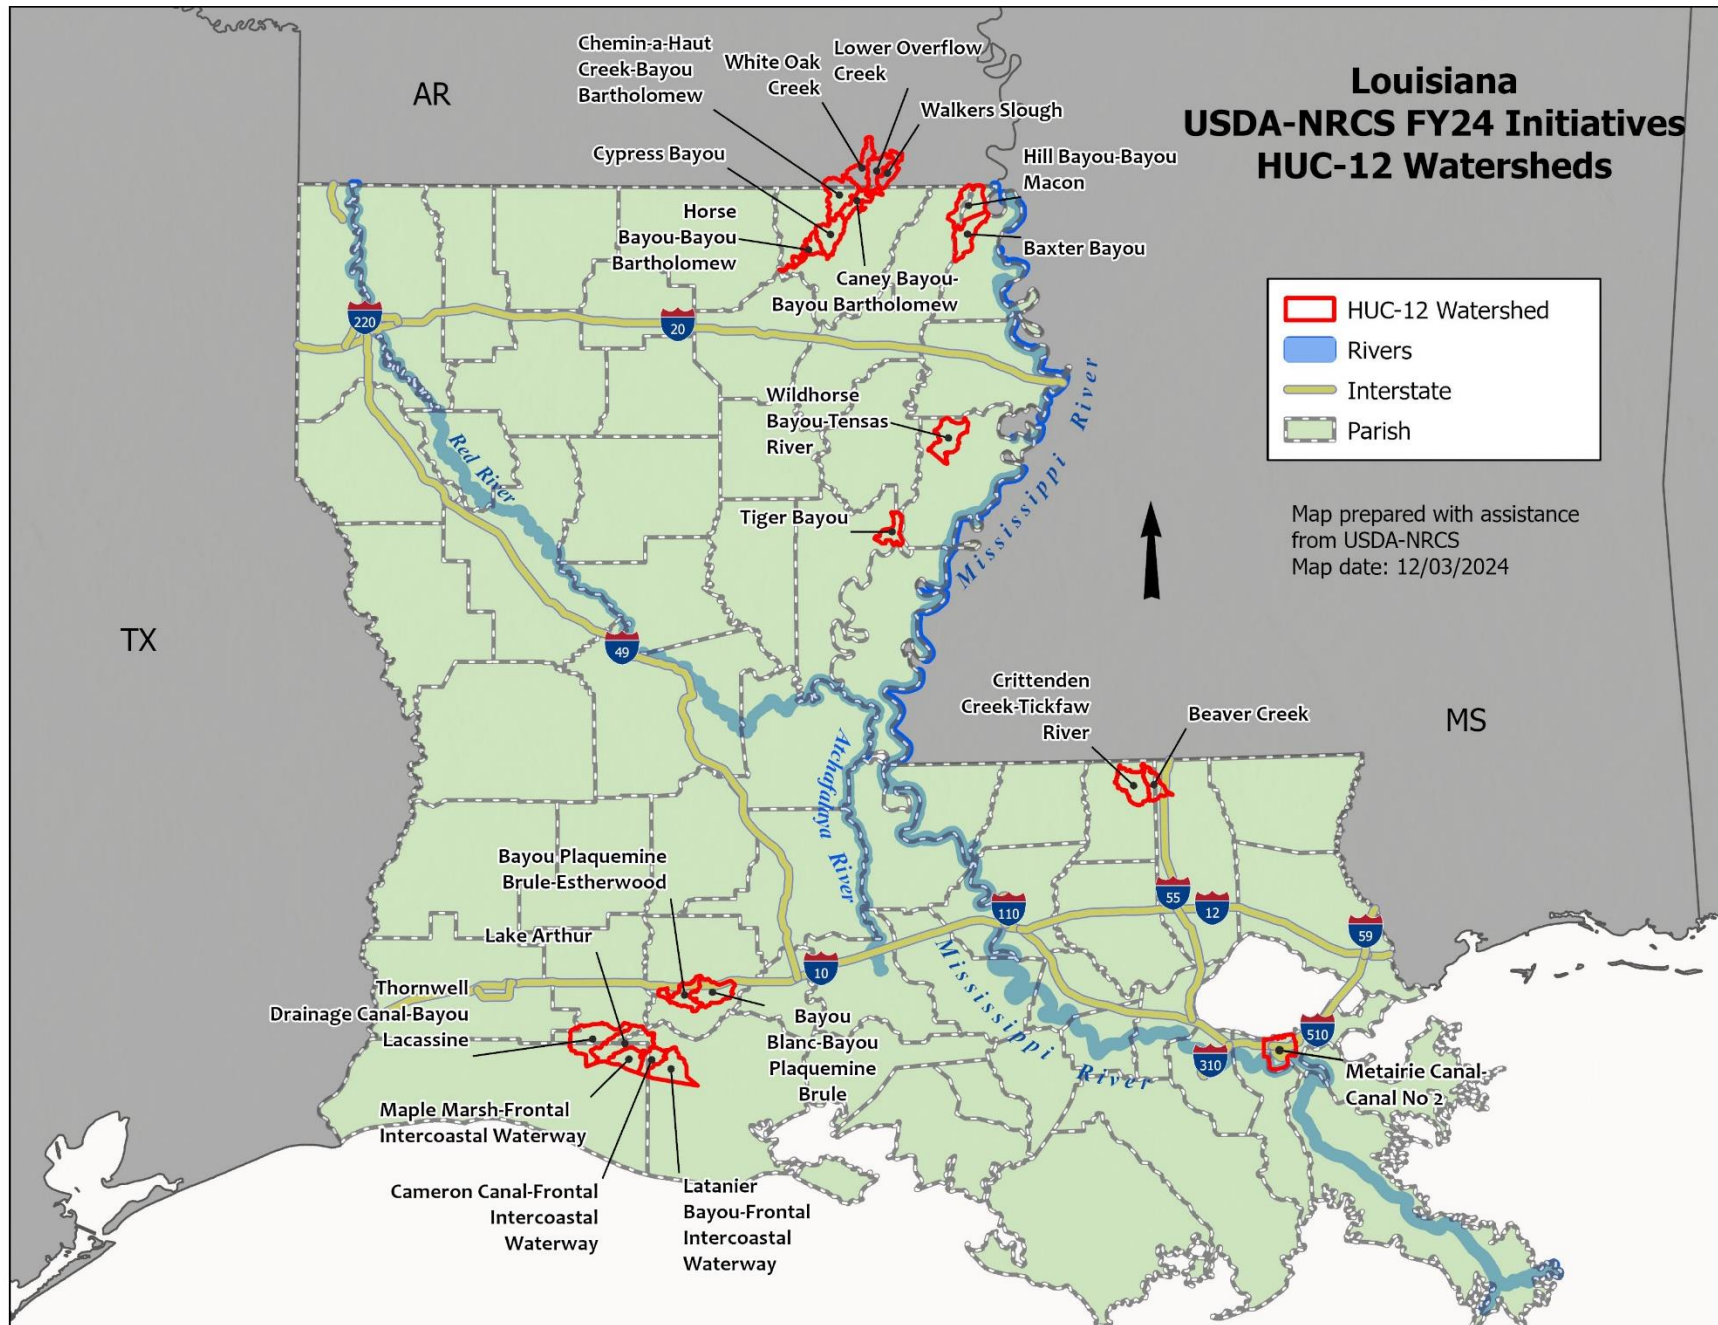 Louisiana
USDA-NRCS FY24 Initiatives
HUC-12 Watersheds
AR
Chemin-a-Haut
Creek-Bayou
Bartholomew
White Oak
Creek
Lower Overflow
Creek
Walkers Slough
Cypress Bayou
Hill Bayou-Bayou
Macon
Horse
Bayou-Bayou
Bartholomew
Baxter Bayou
Caney Bayou-
Bayou Bartholomew
HUC-12 Watershed
Rivers
Interstate
Parish
220
20
Wildhorse
Bayou-Tensas
River
Mississippi River
Red River
Tiger Bayou
Map prepared with assistance
from USDA-NRCS
Map date: 12/03/2024
TX
49
Crittenden
Creek-Tickfaw
River
Beaver Creek
MS
Atchafalaya River
Bayou Plaquemine
Brule-Estherwood
55
110
12
59
Lake Arthur
10
Mississippi River
Thornwell
Drainage Canal-Bayou
Lacassine
Bayou
Blanc-Bayou
Plaquemine
Brule
510
310
Metairie Canal-
Canal No 2
Maple Marsh-Frontal
Intercoastal Waterway
Cameron Canal-Frontal
Intercoastal
Waterway
Latanier
Bayou-Frontal
Intercoastal
Waterway